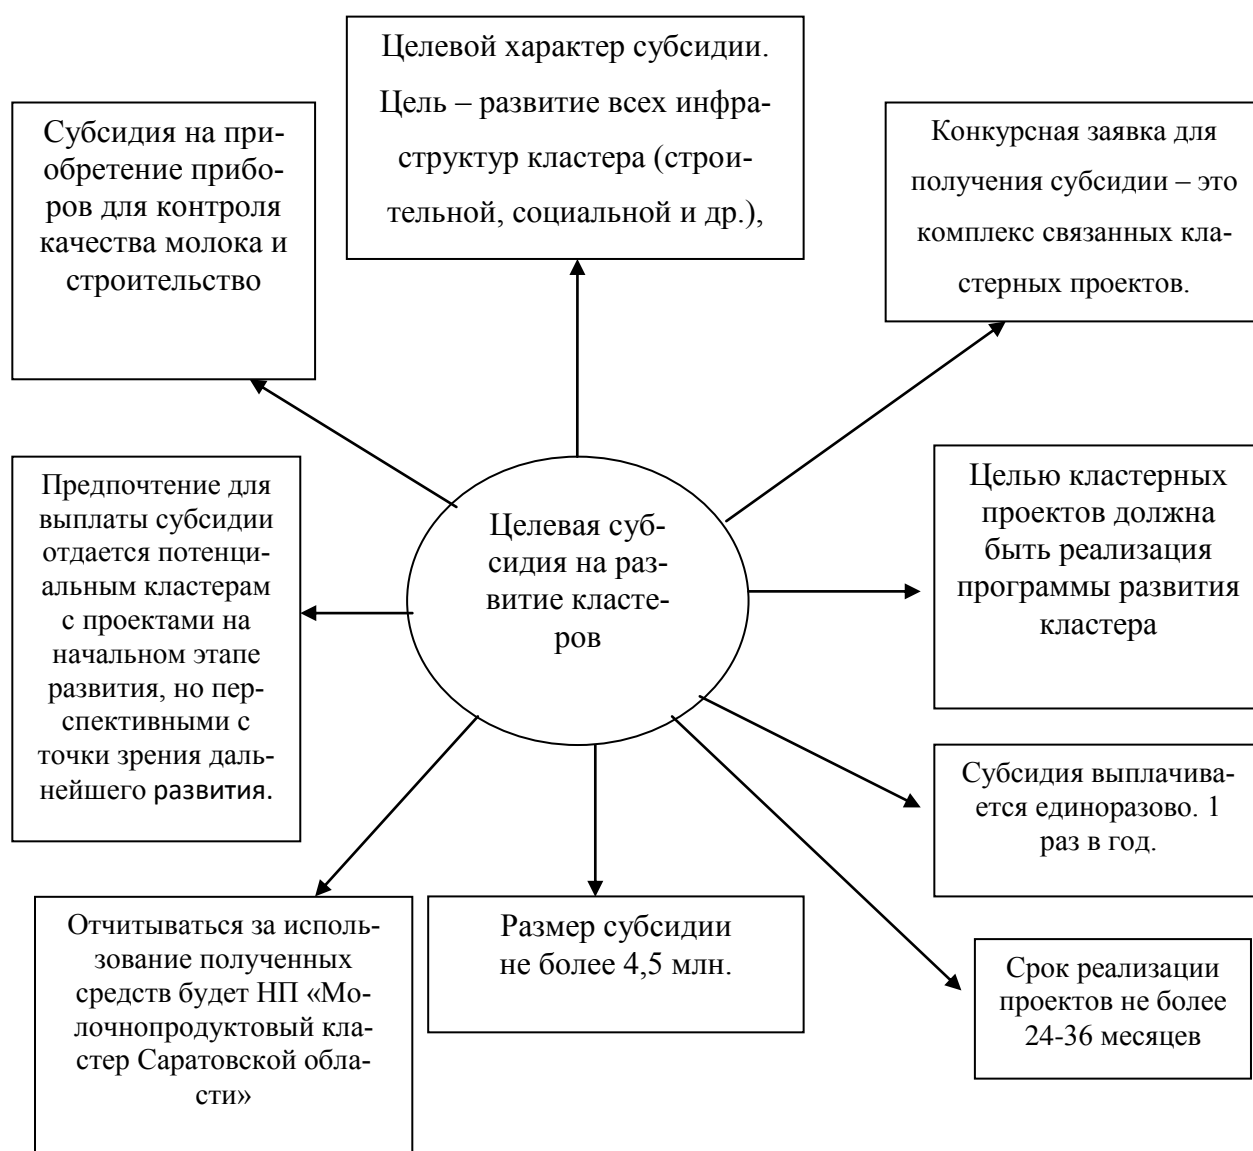 Целевой характер субсидии.
Цель – развитие всех инфра-
структур кластера (строи-
тельной, социальной и др.),
Субсидия на при-
обретение прибо-
ров для контроля
качества молока и
строительство
Конкурсная заявка для
получения субсидии – это
комплекс связанных кла-
стерных проектов.
Предпочтение для
выплаты субсидии
отдается потенци-
альным кластерам
с проектами на
начальном этапе
развития, но пер-
спективными с
точки зрения даль-
нейшего развития.
Целевая суб-
сидия на раз-
витие класте-
ров
Целью кластерных
проектов должна
быть реализация
программы развития
кластера
Субсидия выплачива-
ется единоразово. 1
раз в год.
Отчитываться за исполь-
зование полученных
средств будет НП «Мо-
лочнопродуктовый кла-
стер Саратовской обла-
сти»
Размер субсидии
не более 4,5 млн.
Срок реализации
проектов не более
24-36 месяцев